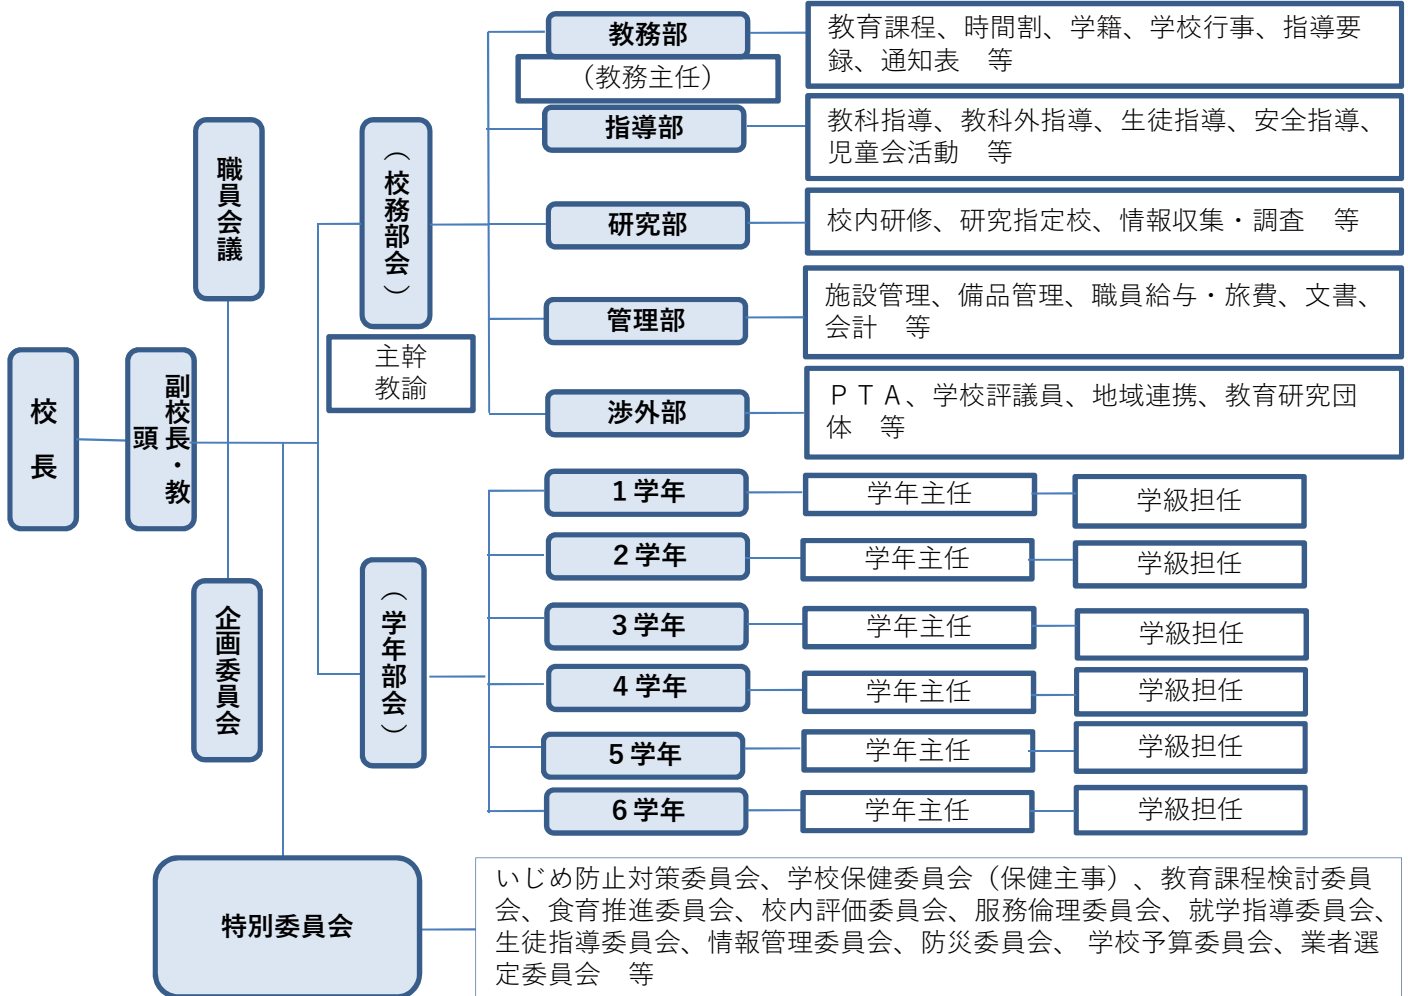 校長
副校長・教
頭
職員会議
企画委員会
（校務部会）
主幹
教諭
教務部
（教務主任）
教育課程、時間割、学籍、学校行事、指導要
録、通知表　等
指導部
教科指導、教科外指導、生徒指導、安全指導、
児童会活動　等
研究部
校内研修、研究指定校、情報収集・調査　等
管理部
施設管理、備品管理、職員給与・旅費、文書、
会計　等
渉外部
ＰＴＡ、学校評議員、地域連携、教育研究団
体　等
（学年部会）
１学年
学年主任
学級担任
２学年
学年主任
学級担任
３学年
学年主任
学級担任
４学年
学年主任
学級担任
５学年
学年主任
学級担任
６学年
学年主任
学級担任
特別委員会
いじめ防止対策委員会、学校保健委員会（保健主事）、教育課程検討委員
会、食育推進委員会、校内評価委員会、服務倫理委員会、就学指導委員会、
生徒指導委員会、情報管理委員会、防災委員会、 学校予算委員会、業者選
定委員会　等